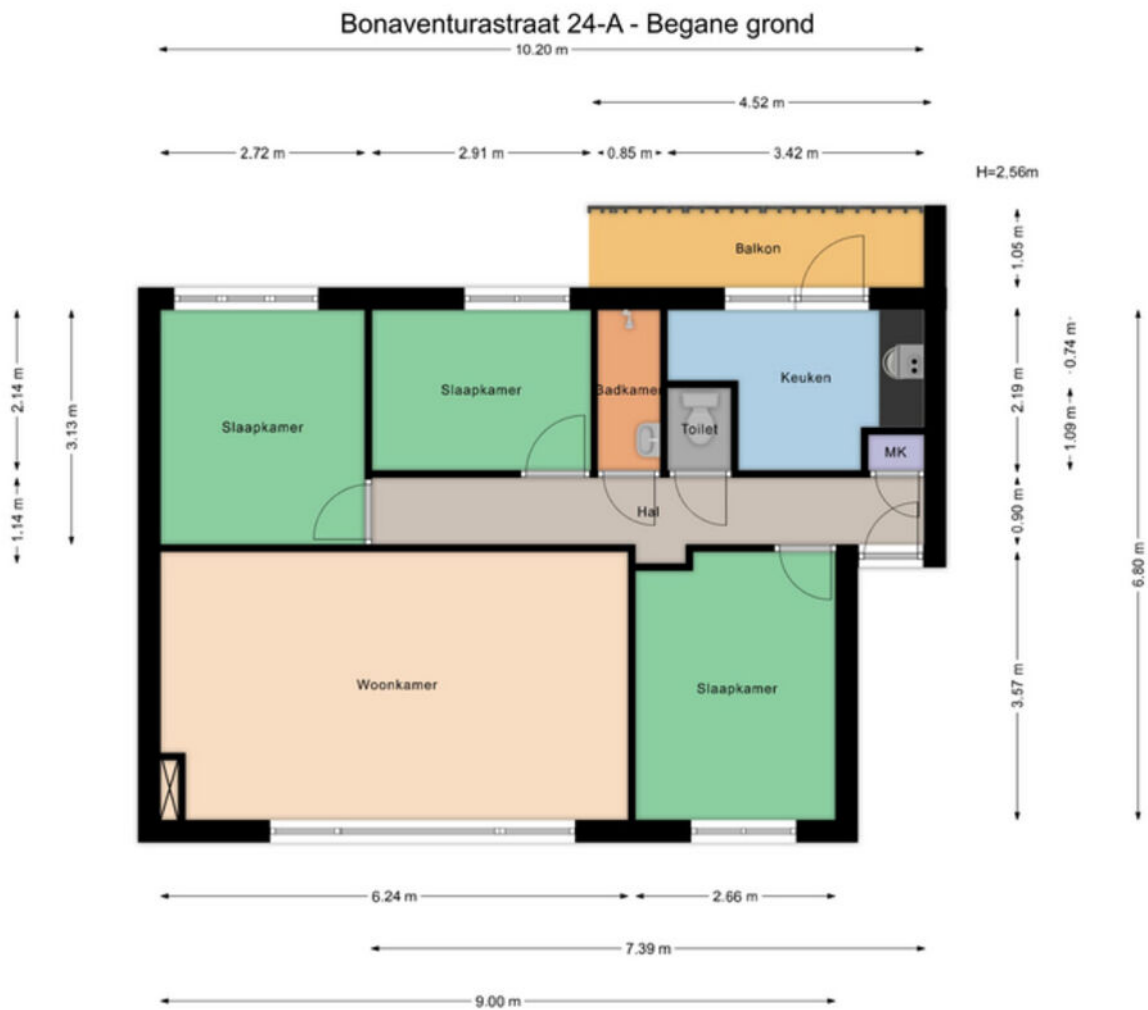 Bonaventurastraat 24-A - Begane grond
10.20 m
4.52 m
2.72 m
2.91 m
0.85 m
3.42 m
H=2.56m
Balkon
1.05 m
2.14 m
3.13 m
Slaapkamer
Slaapkamer
Badkamer
Keuken
Toilet
MK
2.19 m
0.74 m
1.09 m
1.14 m
Hal
0.90 m
6.80 m
Woonkamer
Slaapkamer
3.57 m
6.24 m
2.66 m
7.39 m
9.00 m